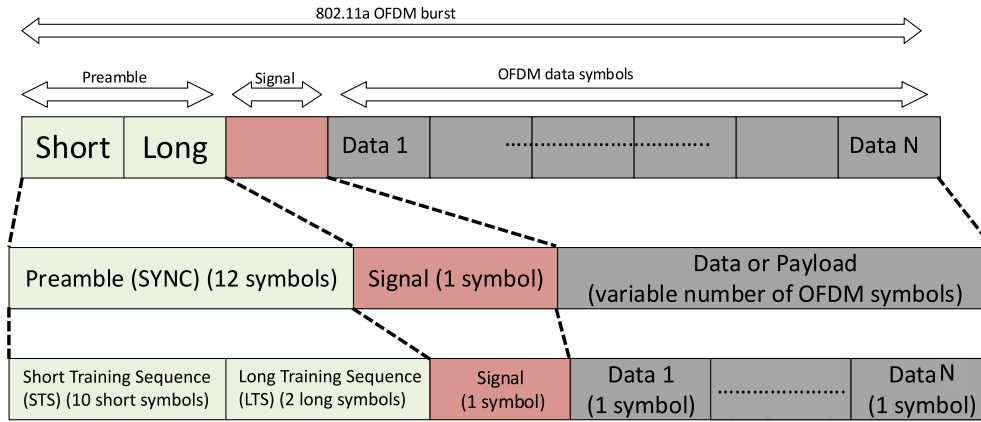 802.11a OFDM burst
Preamble
Signal
OFDM data symbols
Short
Long
Data 1
..........................................
Data N
Preamble (SYNC) (12 symbols)
Signal (1 symbol)
Data or Payload
(variable number of OFDM symbols)
Short Training Sequence
(STS) (10 short symbols)
Long Training Sequence
(LTS) (2 long symbols)
Signal
(1 symbol)
Data 1
(1 symbol)
.....................
Data N
(1 symbol)